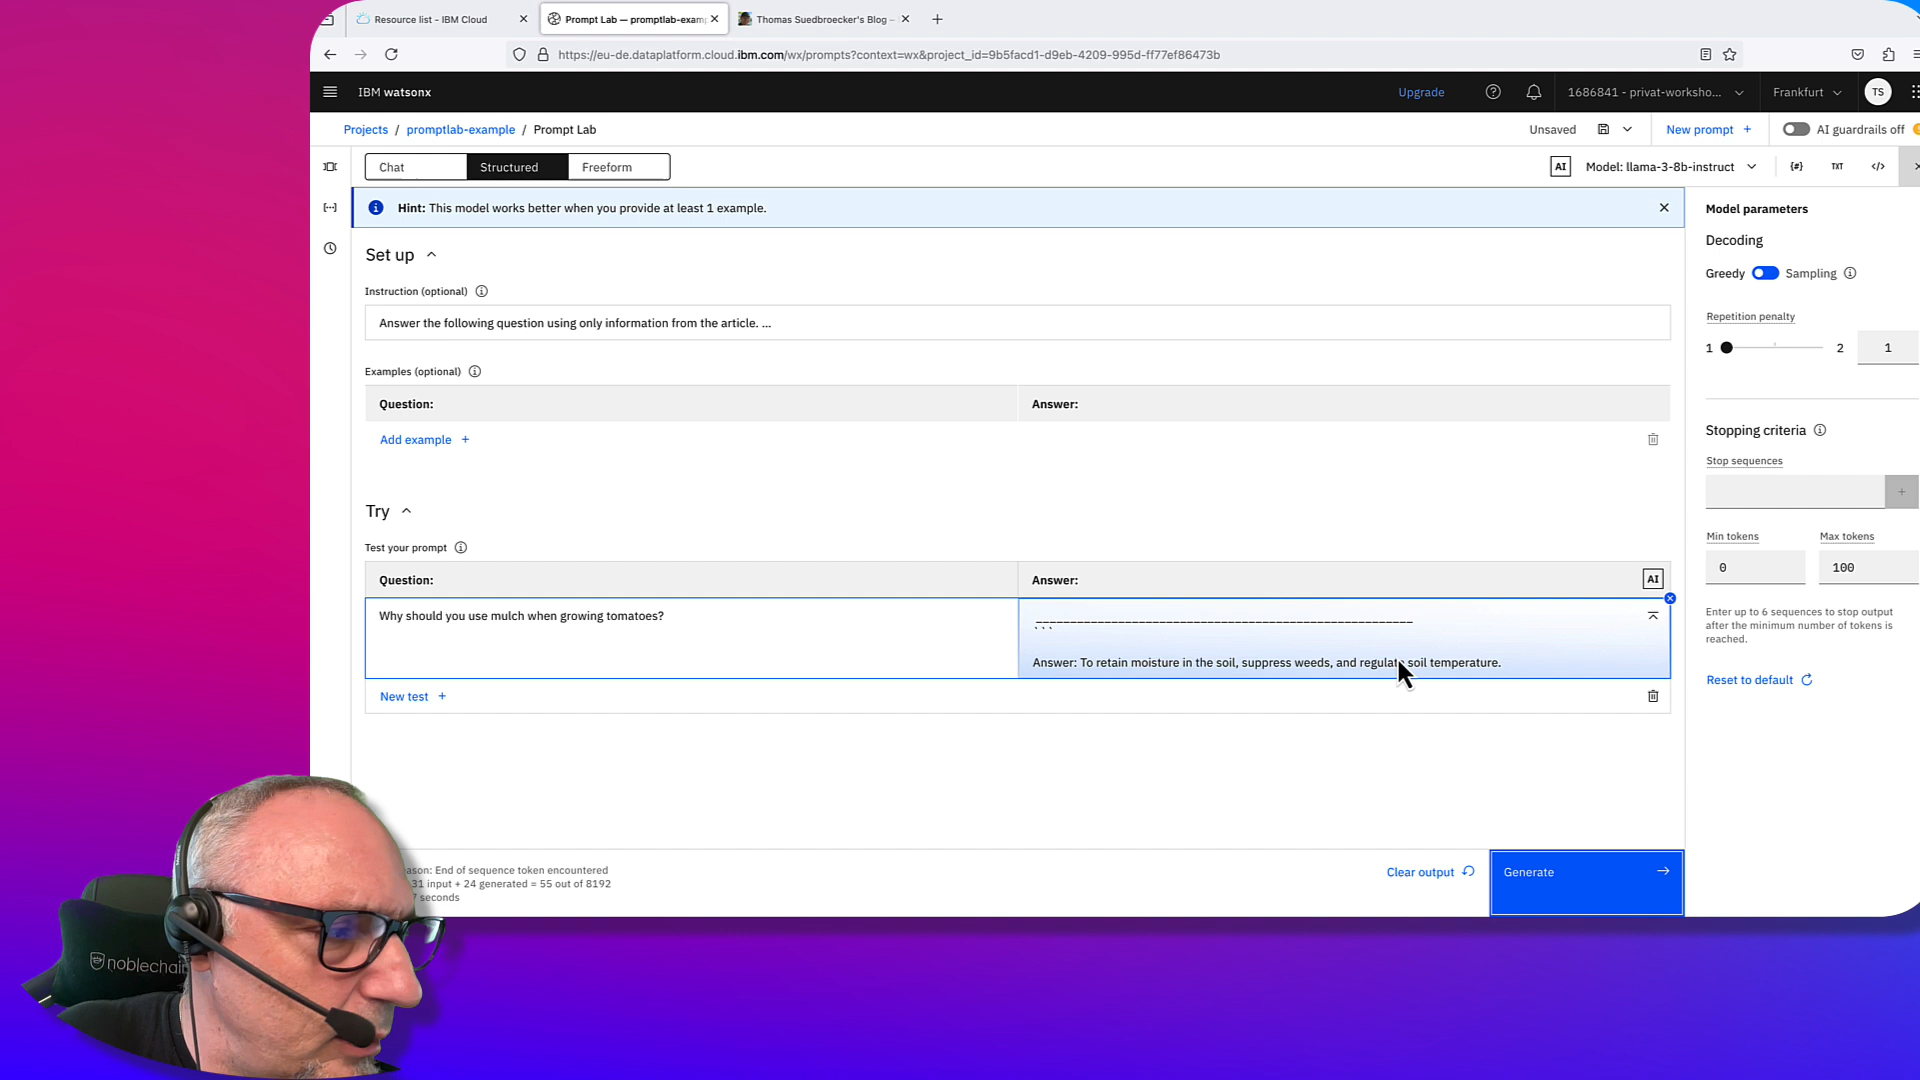 Resource list - IBM Cloud
Prompt Lab — promptlab-exam
Thomas Suedbroecker's Blog –
https://eu-de.dataplatform.cloud.ibm.com/wx/prompts?context=wx&project_id=9b5facd1-d9eb-4209-995d-ff77ef86473b
IBM watsonx
Upgrade
1686841 - privat-worksho...
Frankfurt
TS
Projects / promptlab-example / Prompt Lab
Unsaved
New prompt +
AI guardrails off
Chat
Structured
Freeform
AI
Model: llama-3-8b-instruct
{#}
TXT
</>
Hint: This model works better when you provide at least 1 example.
Set up
Instruction (optional)
Answer the following question using only information from the article. ...
Examples (optional)
Question:
Answer:
Add example +
Try
Test your prompt
Question:
Answer:
AI
Why should you use mulch when growing tomatoes?
_______________________________________________________
```
Answer: To retain moisture in the soil, suppress weeds, and regulate soil temperature.
New test +
ason: End of sequence token encountered
31 input + 24 generated = 55 out of 8192
7 seconds
Clear output
Generate
Model parameters
Decoding
Greedy
Sampling
Repetition penalty
1
2
1
Stopping criteria
Stop sequences
+
Min tokens
Max tokens
0
100
Enter up to 6 sequences to stop output
after the minimum number of tokens is
reached.
Reset to default
noblechai